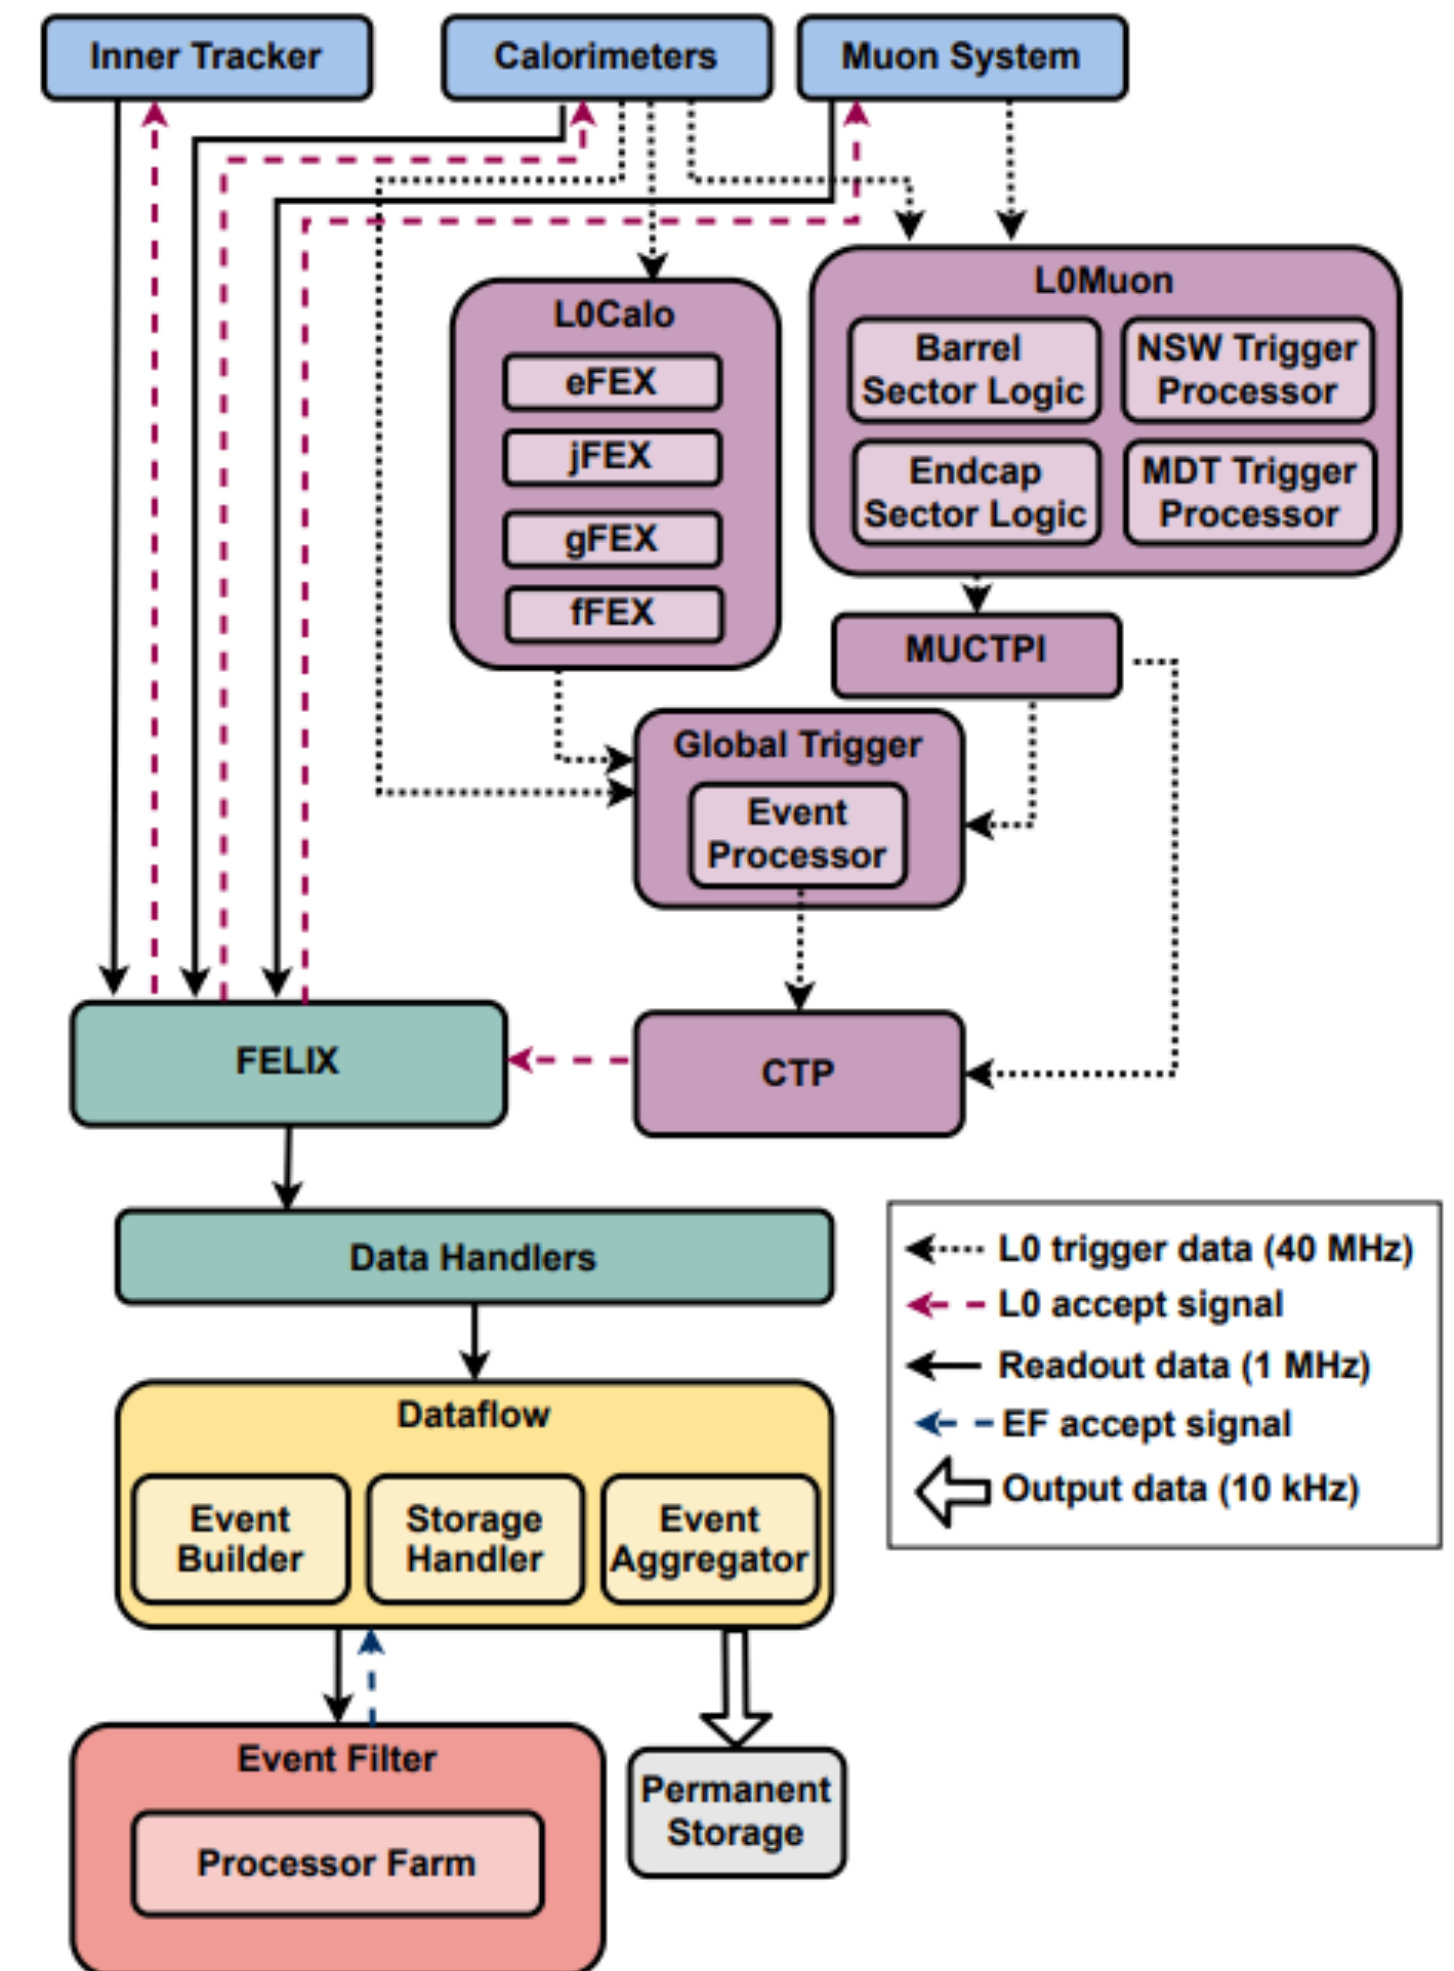 Inner Tracker
Calorimeters
Muon System
L0Calo
eFEX
jFEX
gFEX
fFEX
L0Muon
Barrel
Sector Logic
NSW Trigger
Processor
Endcap
Sector Logic
MDT Trigger
Processor
MUCTPI
Global Trigger
Event
Processor
FELIX
CTP
Data Handlers
L0 trigger data (40 MHz)
L0 accept signal
Readout data (1 MHz)
EF accept signal
Output data (10 kHz)
Dataflow
Event
Builder
Storage
Handler
Event
Aggregator
Event Filter
Processor Farm
Permanent
Storage